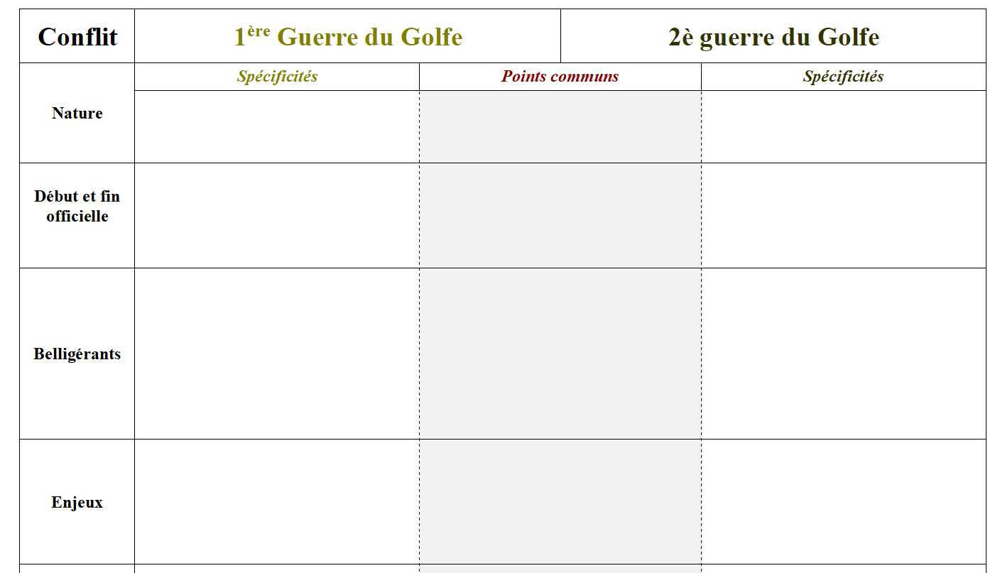 Conflit
1ère Guerre du Golfe
2è guerre du Golfe
Spécificités
Points communs
Spécificités
Nature
Début et fin
officielle
Belligérants
Enjeux